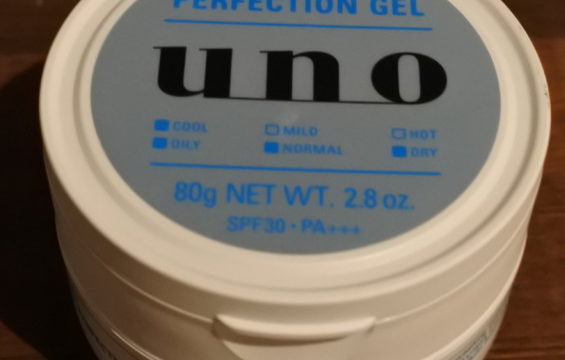 PERFECTION GEL
uno
COOL MILD HOT
OILY NORMAL DRY
80g NET WT. 2.8 oz.
SPF30・PA+++